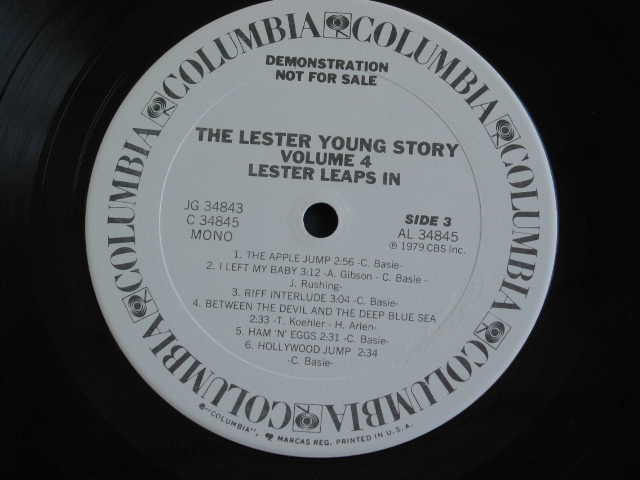 COLUMBIA COLUMBIA COLUMBIA COLUMBIA COLUMBIA COLUMBIA
DEMONSTRATION
NOT FOR SALE
THE LESTER YOUNG STORY
VOLUME 4
LESTER LEAPS IN
JG 34843
C 34845
MONO
SIDE 3
AL 34845
℗ 1979 CBS Inc.
1. THE APPLE JUMP 2:56 -C. Basie-
2. I LEFT MY BABY 3:12 -A. Gibson - C. Basie -
J. Rushing-
3. RIFF INTERLUDE 3:04 -C. Basie-
4. BETWEEN THE DEVIL AND THE DEEP BLUE SEA
2:33 -T. Koehler - H. Arlen-
5. HAM 'N' EGGS 2:31 -C. Basie-
6. HOLLYWOOD JUMP 2:34
-C. Basie-
®"COLUMBIA", MARCAS REG. PRINTED IN U.S.A.